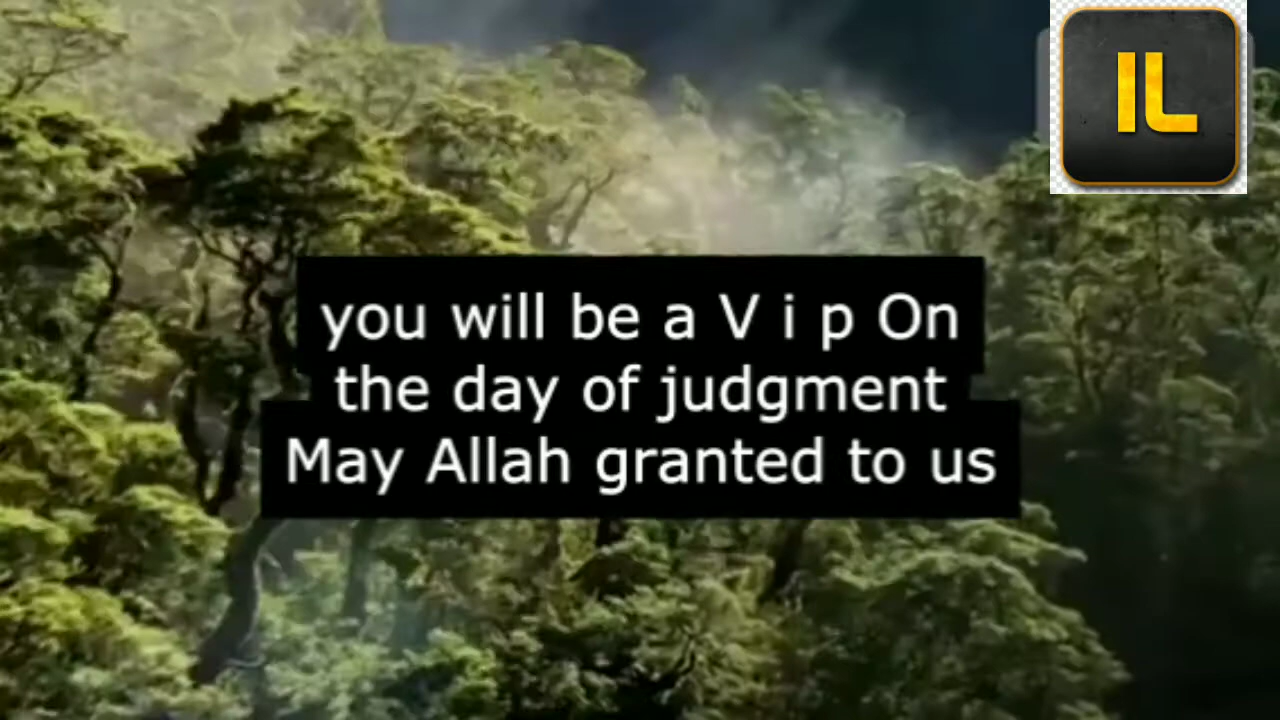 IL
you will be a V i p On
the day of judgment
May Allah granted to us